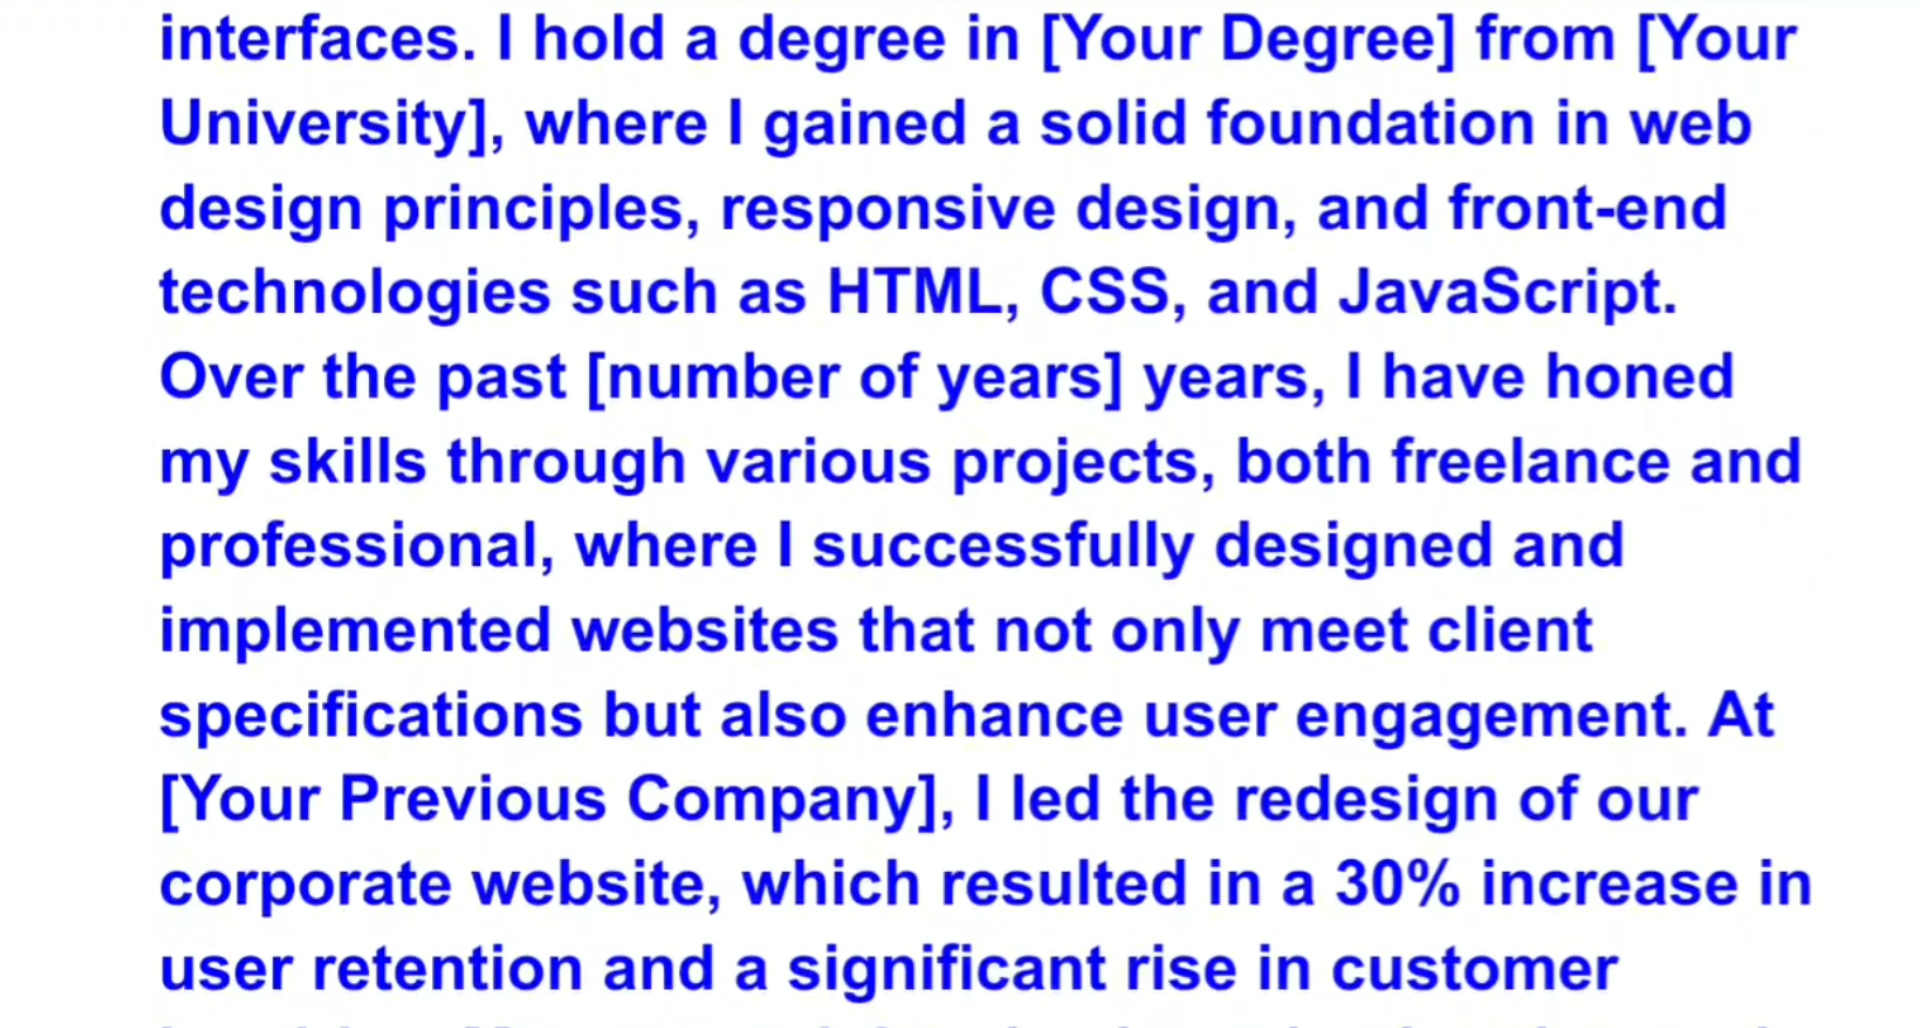 interfaces. I hold a degree in [Your Degree] from [Your
University], where I gained a solid foundation in web
design principles, responsive design, and front-end
technologies such as HTML, CSS, and JavaScript.
Over the past [number of years] years, I have honed
my skills through various projects, both freelance and
professional, where I successfully designed and
implemented websites that not only meet client
specifications but also enhance user engagement. At
[Your Previous Company], I led the redesign of our
corporate website, which resulted in a 30% increase in
user retention and a significant rise in customer